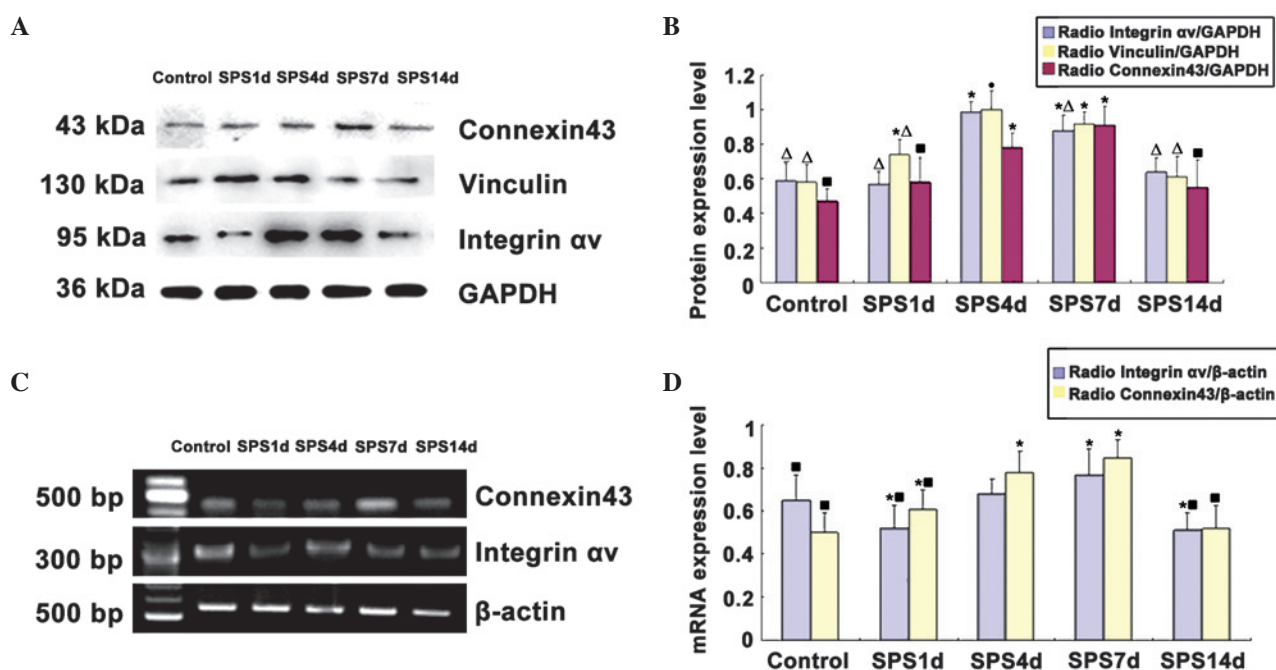 A
Control SPS1d SPS4d SPS7d SPS14d
43 kDa Connexin43
130 kDa Vinculin
95 kDa Integrin αv
36 kDa GAPDH
B
Radio Integrin αv/GAPDH
Radio Vinculin/GAPDH
Radio Connexin43/GAPDH
Protein expression level
1.2
1
0.8
0.6
0.4
0.2
0
Δ Δ ■
Δ *Δ ■
* • *
*Δ * *
Δ Δ ■
Control SPS1d SPS4d SPS7d SPS14d
C
Control SPS1d SPS4d SPS7d SPS14d
500 bp Connexin43
300 bp Integrin αv
500 bp β-actin
D
Radio Integrin αv/β-actin
Radio Connexin43/β-actin
mRNA expression level
1
0.8
0.6
0.4
0.2
0
■ ■
*■ *■
*
* *
*■ ■
Control SPS1d SPS4d SPS7d SPS14d